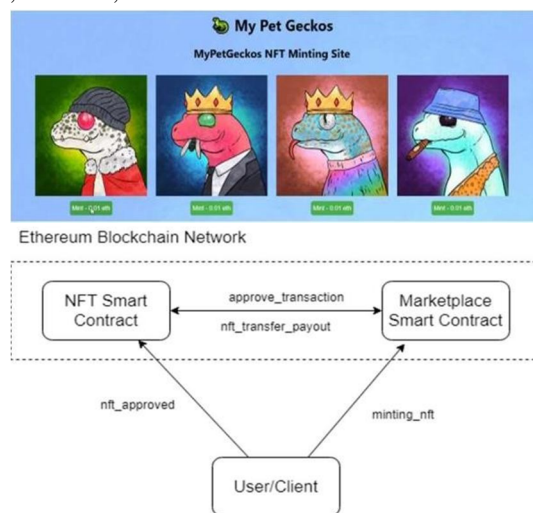 My Pet Geckos
MyPetGeckos NFT Minting Site
Mint - 0.01 eth
Mint - 0.01 eth
Mint - 0.01 eth
Mint - 0.01 eth
Ethereum Blockchain Network
NFT Smart
Contract
approve_transaction
nft_transfer_payout
Marketplace
Smart Contract
nft_approved
minting_nft
User/Client